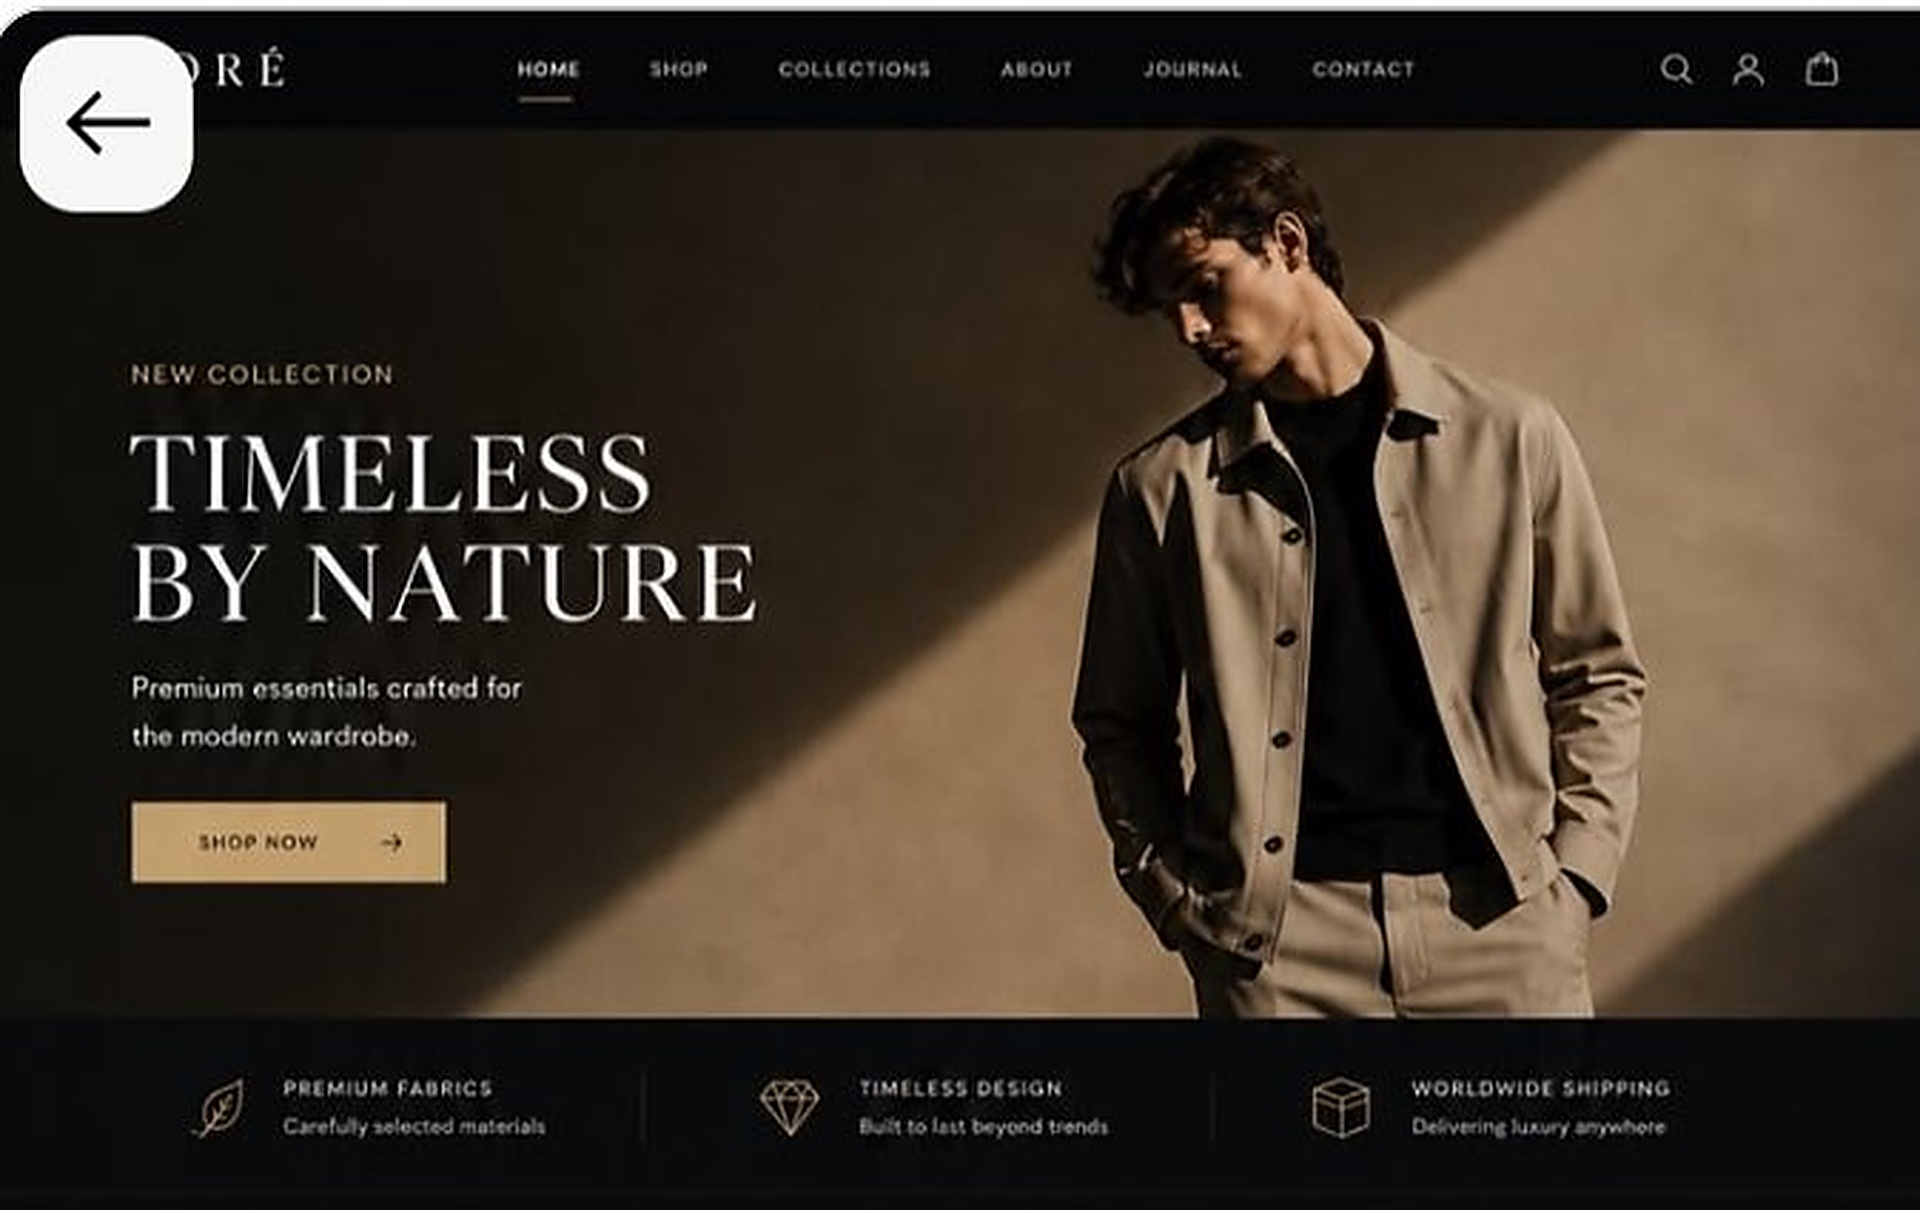 ORÉ
HOME SHOP COLLECTIONS ABOUT JOURNAL CONTACT
NEW COLLECTION
TIMELESS
BY NATURE
Premium essentials crafted for
the modern wardrobe.
SHOP NOW →
PREMIUM FABRICS
Carefully selected materials
TIMELESS DESIGN
Built to last beyond trends
WORLDWIDE SHIPPING
Delivering luxury anywhere